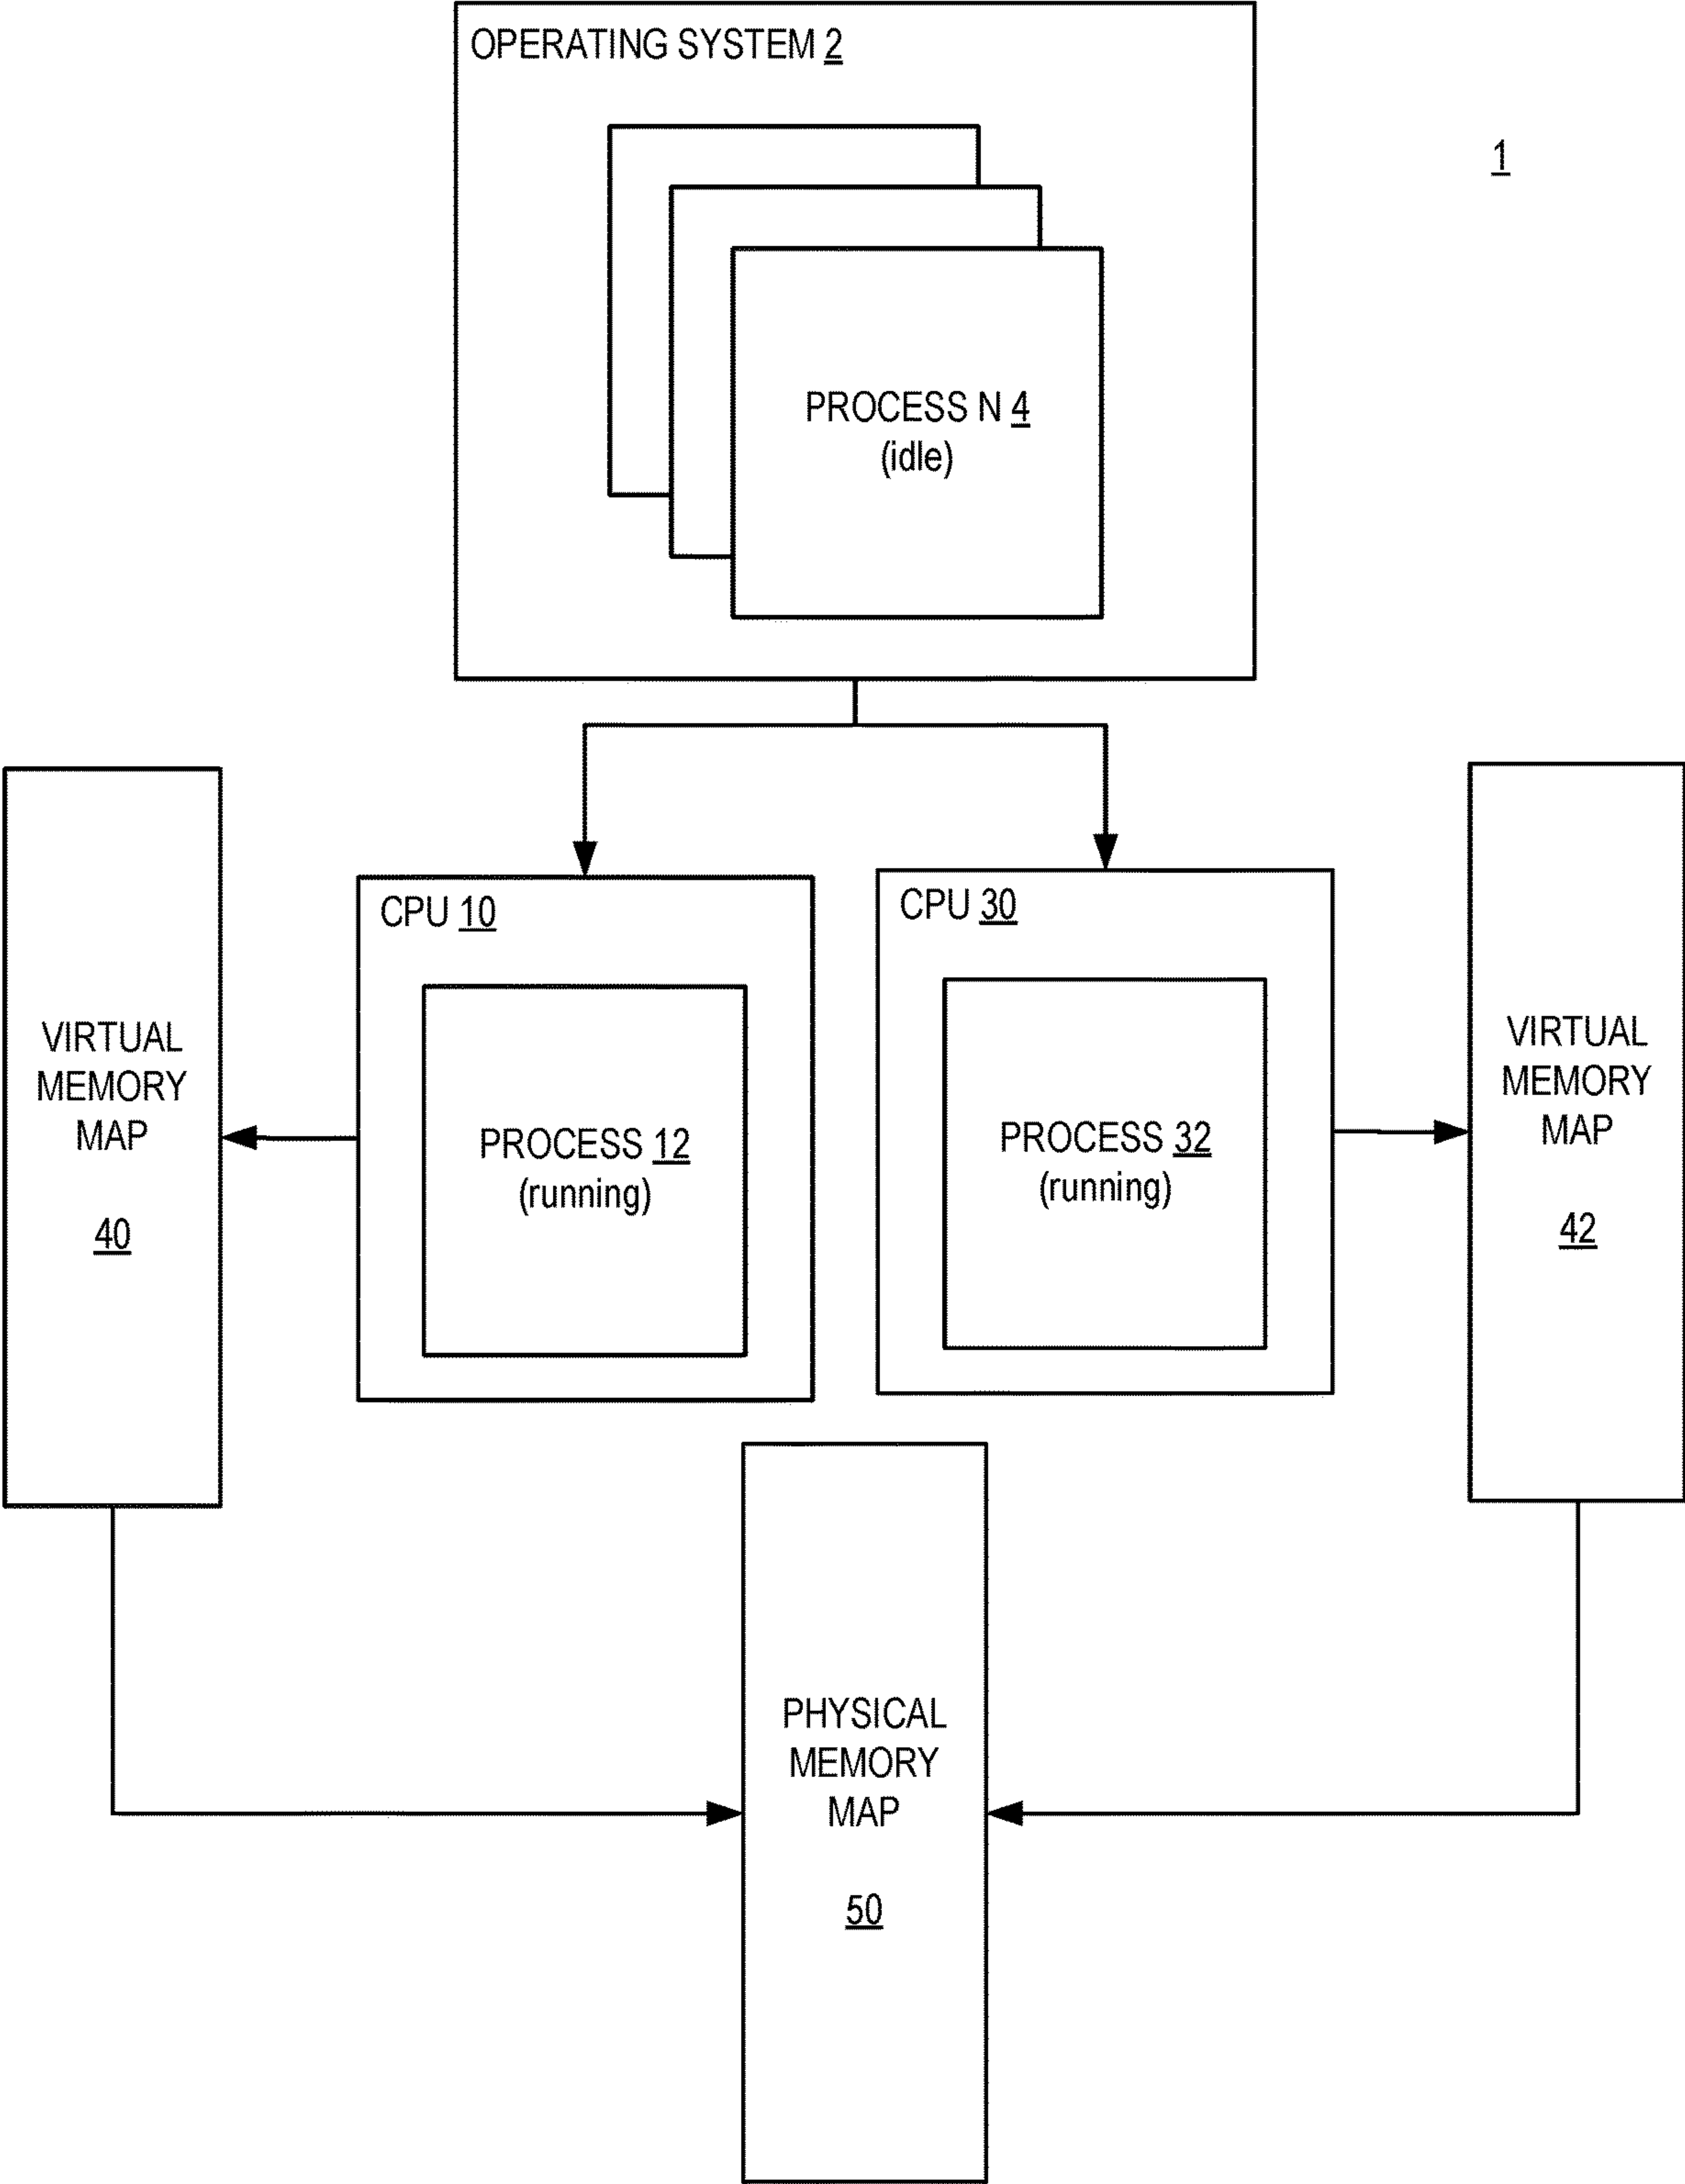 OPERATING SYSTEM 2
1
PROCESS N 4
(idle)
CPU 10
CPU 30
VIRTUAL
MEMORY
MAP
40
PROCESS 12
(running)
PROCESS 32
(running)
VIRTUAL
MEMORY
MAP
42
PHYSICAL
MEMORY
MAP
50